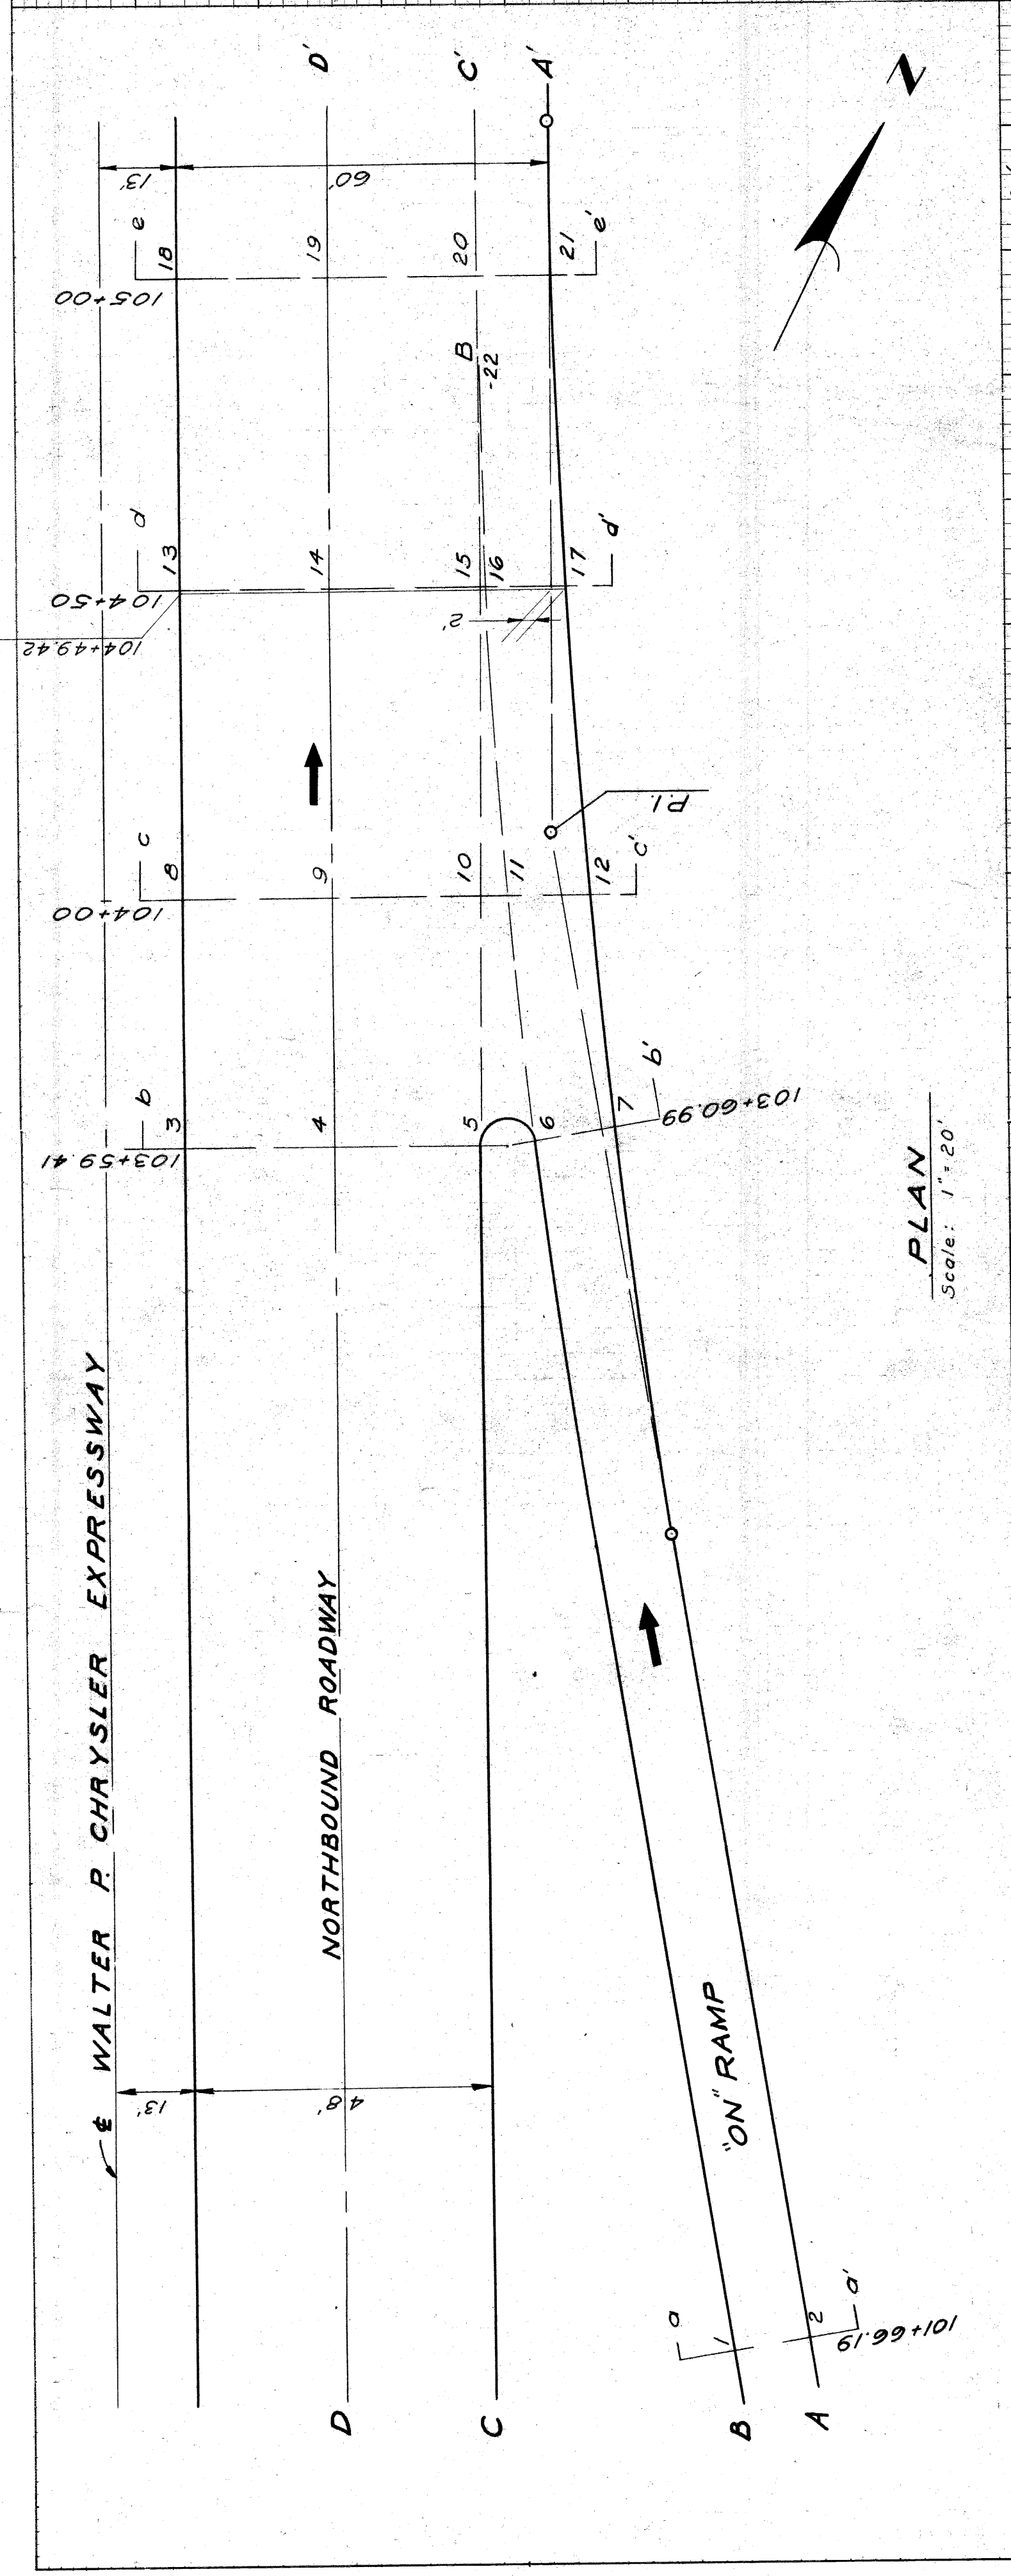 ℄ WALTER P. CHRYSLER EXPRESSWAY
NORTHBOUND ROADWAY
"ON" RAMP
13'
48'
13'
60'
D
C
B
A
D'
C'
A'
N
a
1
2
a'
101+66.19
b
3
4
5
6
7
b'
103+59.41
103+60.99
c
8
9
10
11
12
c'
104+00
P.I.
d
13
14
15
16
17
d'
104+50
104+49.42
2'
B
-22
e
18
19
20
21
e'
105+00
PLAN
Scale: 1" = 20'